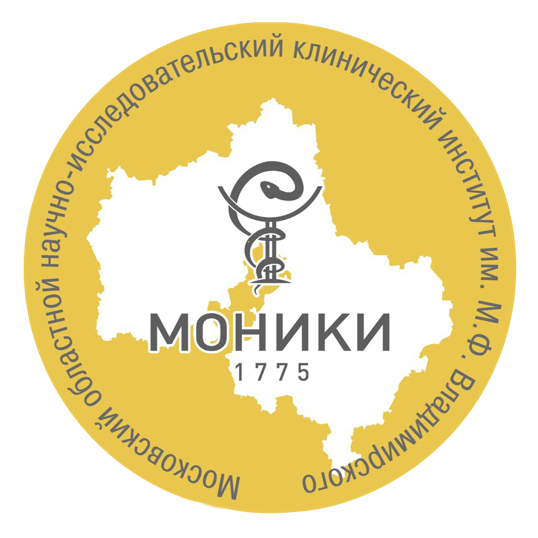 Московский областной научно-исследовательский клинический институт им. М.Ф. Владимирского
МОНИКИ
1775